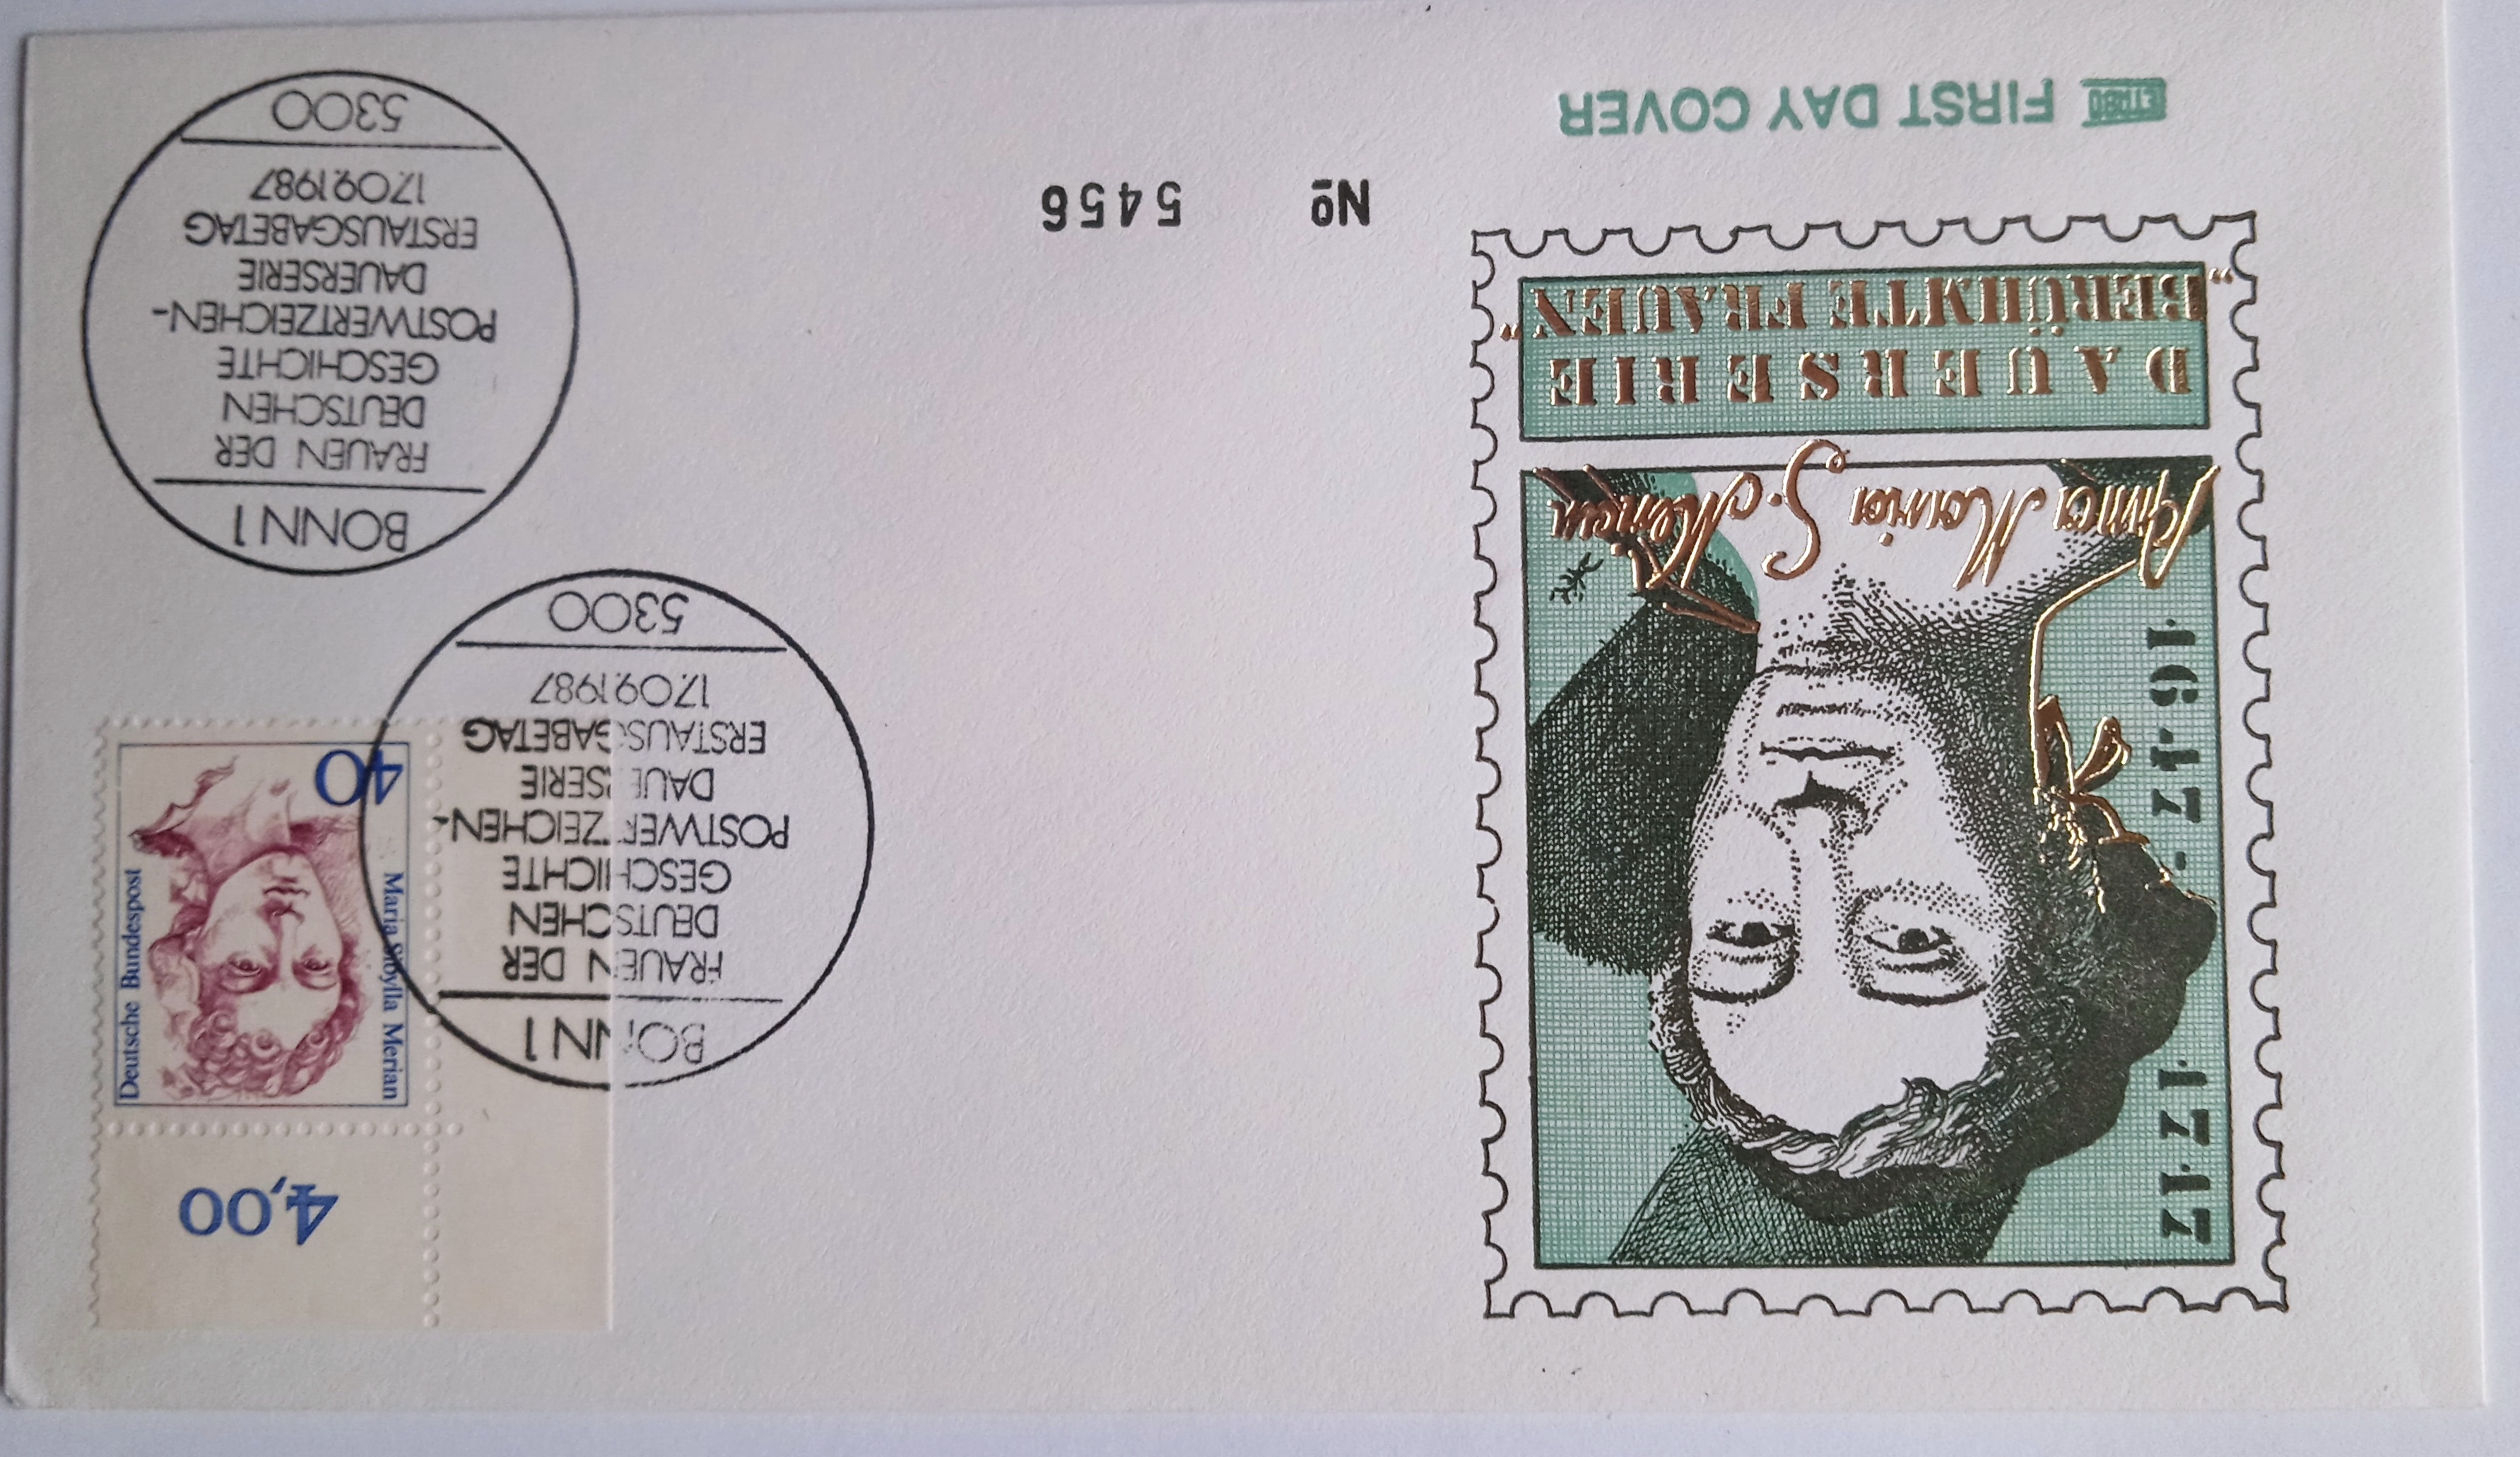 1647 - 1717
Anna Maria S. Merian
DAUERSERIE
„BERÜHMTE FRAUEN“
FIRST DAY COVER
Nº 5456
4,00
Maria Sibylla Merian
Deutsche Bundespost
40
BONN 1
FRAUEN DER
DEUTSCHEN
GESCHICHTE
POSTWERTZEICHEN-
DAUERSERIE
ERSTAUSGABETAG
17.09.1987
5300
BONN 1
FRAUEN DER
DEUTSCHEN
GESCHICHTE
POSTWERTZEICHEN-
DAUERSERIE
ERSTAUSGABETAG
17.09.1987
5300